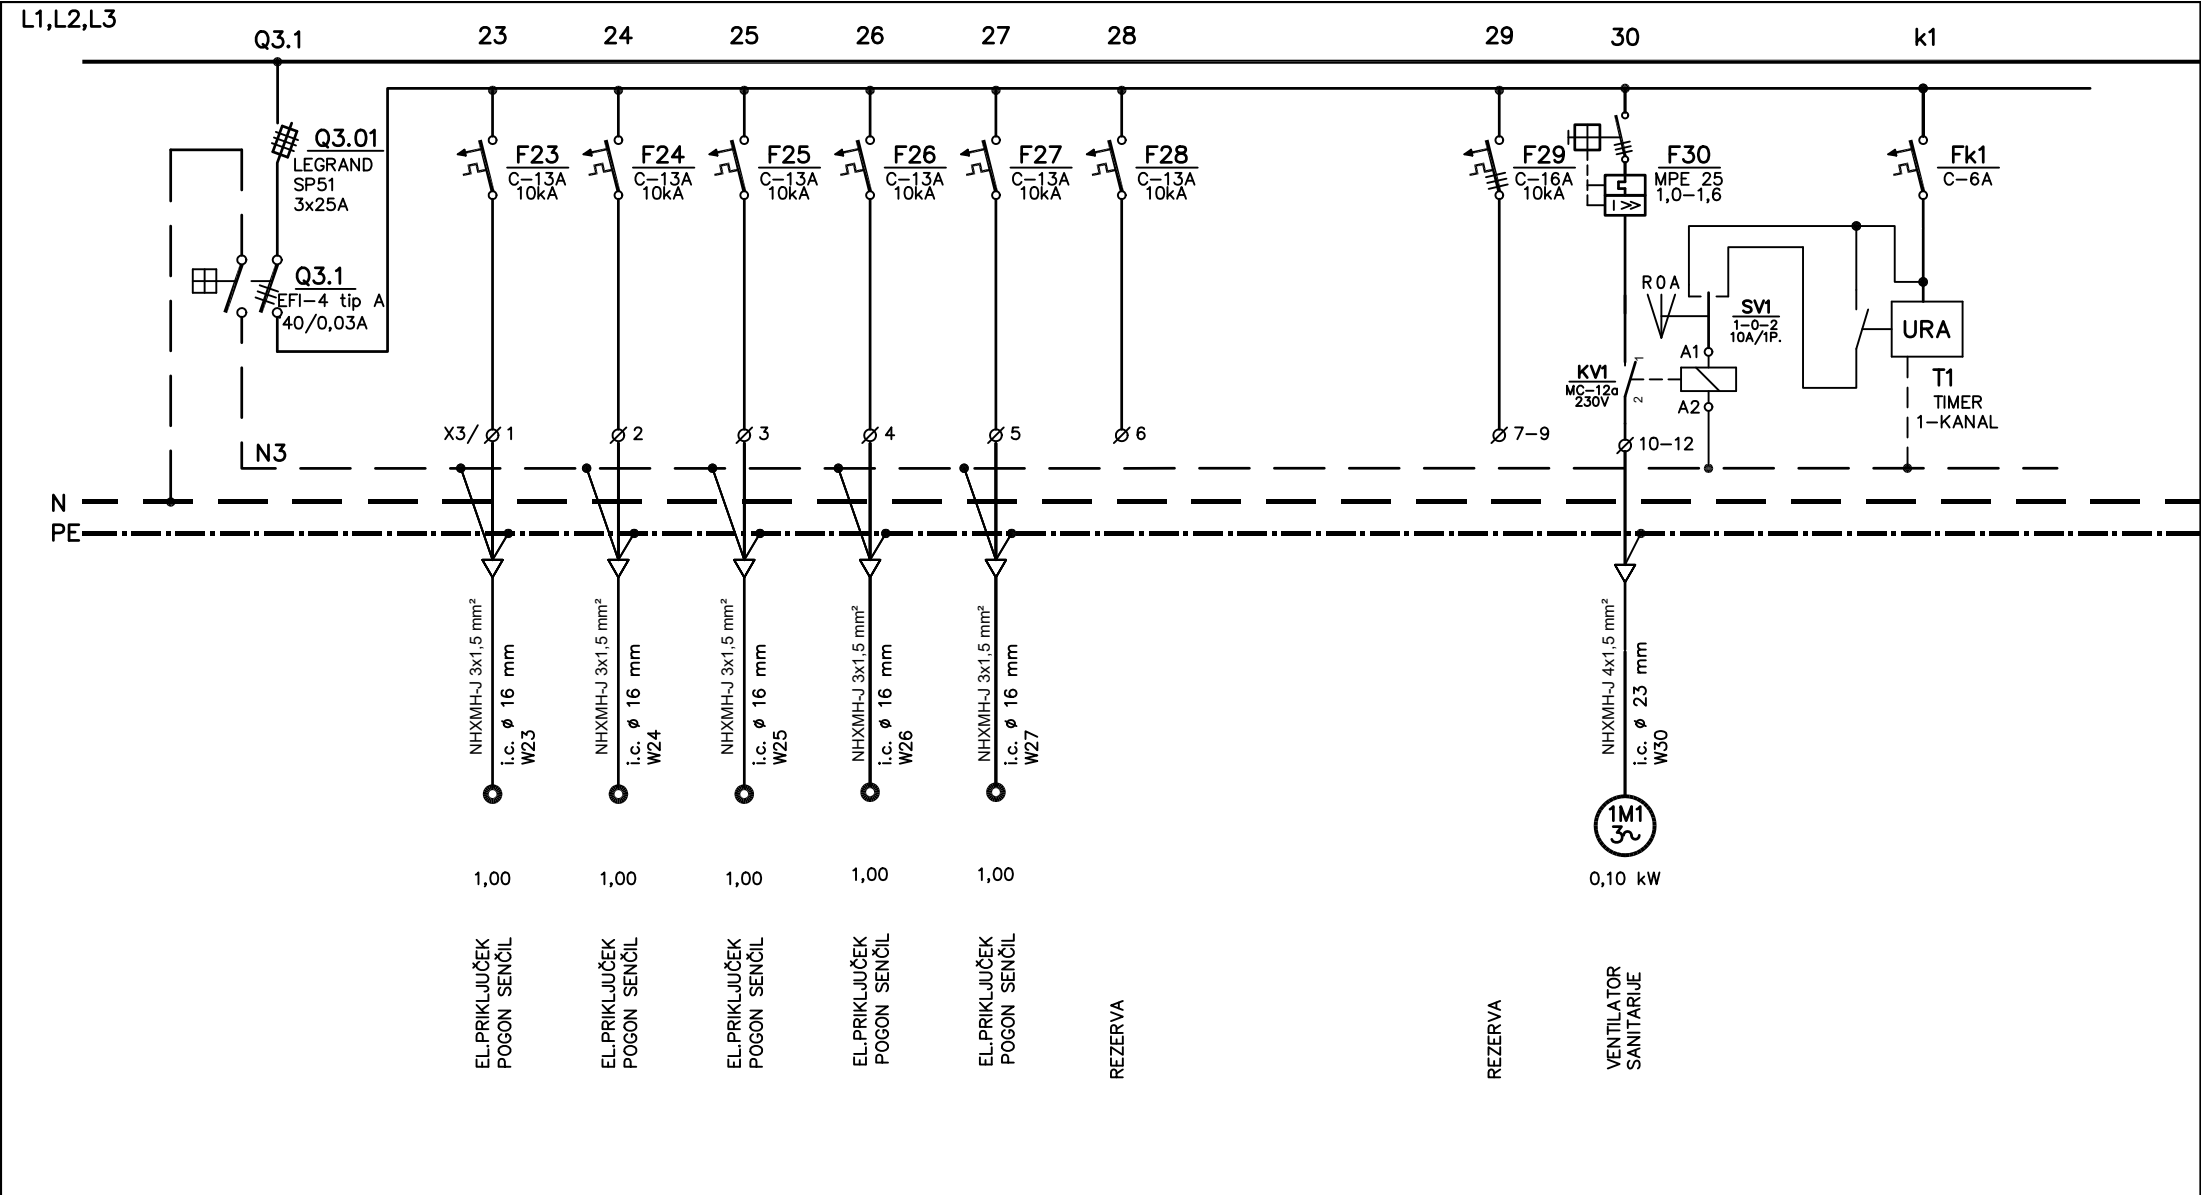 L1,L2,L3
Q3.1
23
24
25
26
27
28
29
30
k1
Q3.01
LEGRAND
SP51
3x25A
Q3.1
EFI-4 tip A
40/0,03A
F23
C-13A
10kA
F24
C-13A
10kA
F25
C-13A
10kA
F26
C-13A
10kA
F27
C-13A
10kA
F28
C-13A
10kA
F29
C-16A
10kA
F30
MPE 25
1,0-1,6
I >>
Fk1
C-6A
R O A
SV1
1-0-2
10A/1P.
URA
T1
TIMER
1-KANAL
A1
A2
KV1
MC-12a
230V
1
2
X3/
1
2
3
4
5
6
7-9
10-12
N3
N
PE
NHXMH-J 3x1,5 mm²
i.c. ø 16 mm
W23
NHXMH-J 3x1,5 mm²
i.c. ø 16 mm
W24
NHXMH-J 3x1,5 mm²
i.c. ø 16 mm
W25
NHXMH-J 3x1,5 mm²
i.c. ø 16 mm
W26
NHXMH-J 3x1,5 mm²
i.c. ø 16 mm
W27
NHXMH-J 4x1,5 mm²
i.c. ø 23 mm
W30
1M1
3~
1,00
1,00
1,00
1,00
1,00
0,10 kW
EL.PRIKLJUČEK
POGON SENČIL
EL.PRIKLJUČEK
POGON SENČIL
EL.PRIKLJUČEK
POGON SENČIL
EL.PRIKLJUČEK
POGON SENČIL
EL.PRIKLJUČEK
POGON SENČIL
REZERVA
REZERVA
VENTILATOR
SANITARIJE